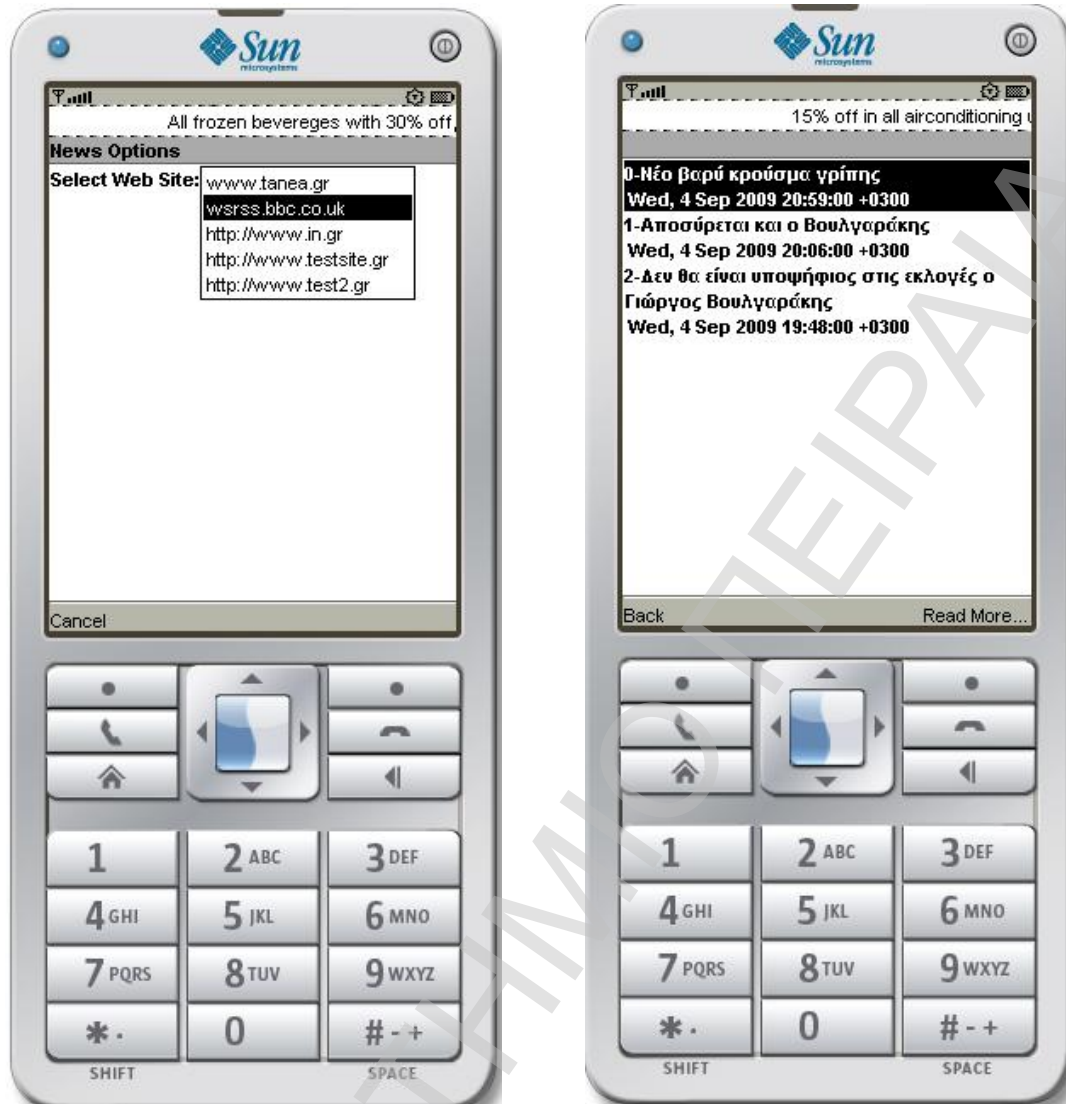 Sun
microsystems
All frozen bevereges with 30% off,
News Options
Select Web Site:
www.tanea.gr
wsrss.bbc.co.uk
http://www.in.gr
http://www.testsite.gr
http://www.test2.gr
Cancel
1
2 ABC
3 DEF
4 GHI
5 JKL
6 MNO
7 PQRS
8 TUV
9 WXYZ
* .
0
# - +
SHIFT
SPACE
Sun
microsystems
15% off in all airconditioning u
0-Νέο βαρύ κρούσμα γρίπης
Wed, 4 Sep 2009 20:59:00 +0300
1-Αποσύρεται και ο Βουλγαράκης
Wed, 4 Sep 2009 20:06:00 +0300
2-Δεν θα είναι υποψήφιος στις εκλογές ο
Γιώργος Βουλγαράκης
Wed, 4 Sep 2009 19:48:00 +0300
Back
Read More...
1
2 ABC
3 DEF
4 GHI
5 JKL
6 MNO
7 PQRS
8 TUV
9 WXYZ
* .
0
# - +
SHIFT
SPACE
ΤΗΜΙΟ ΠΕΙΡΑΙΑ